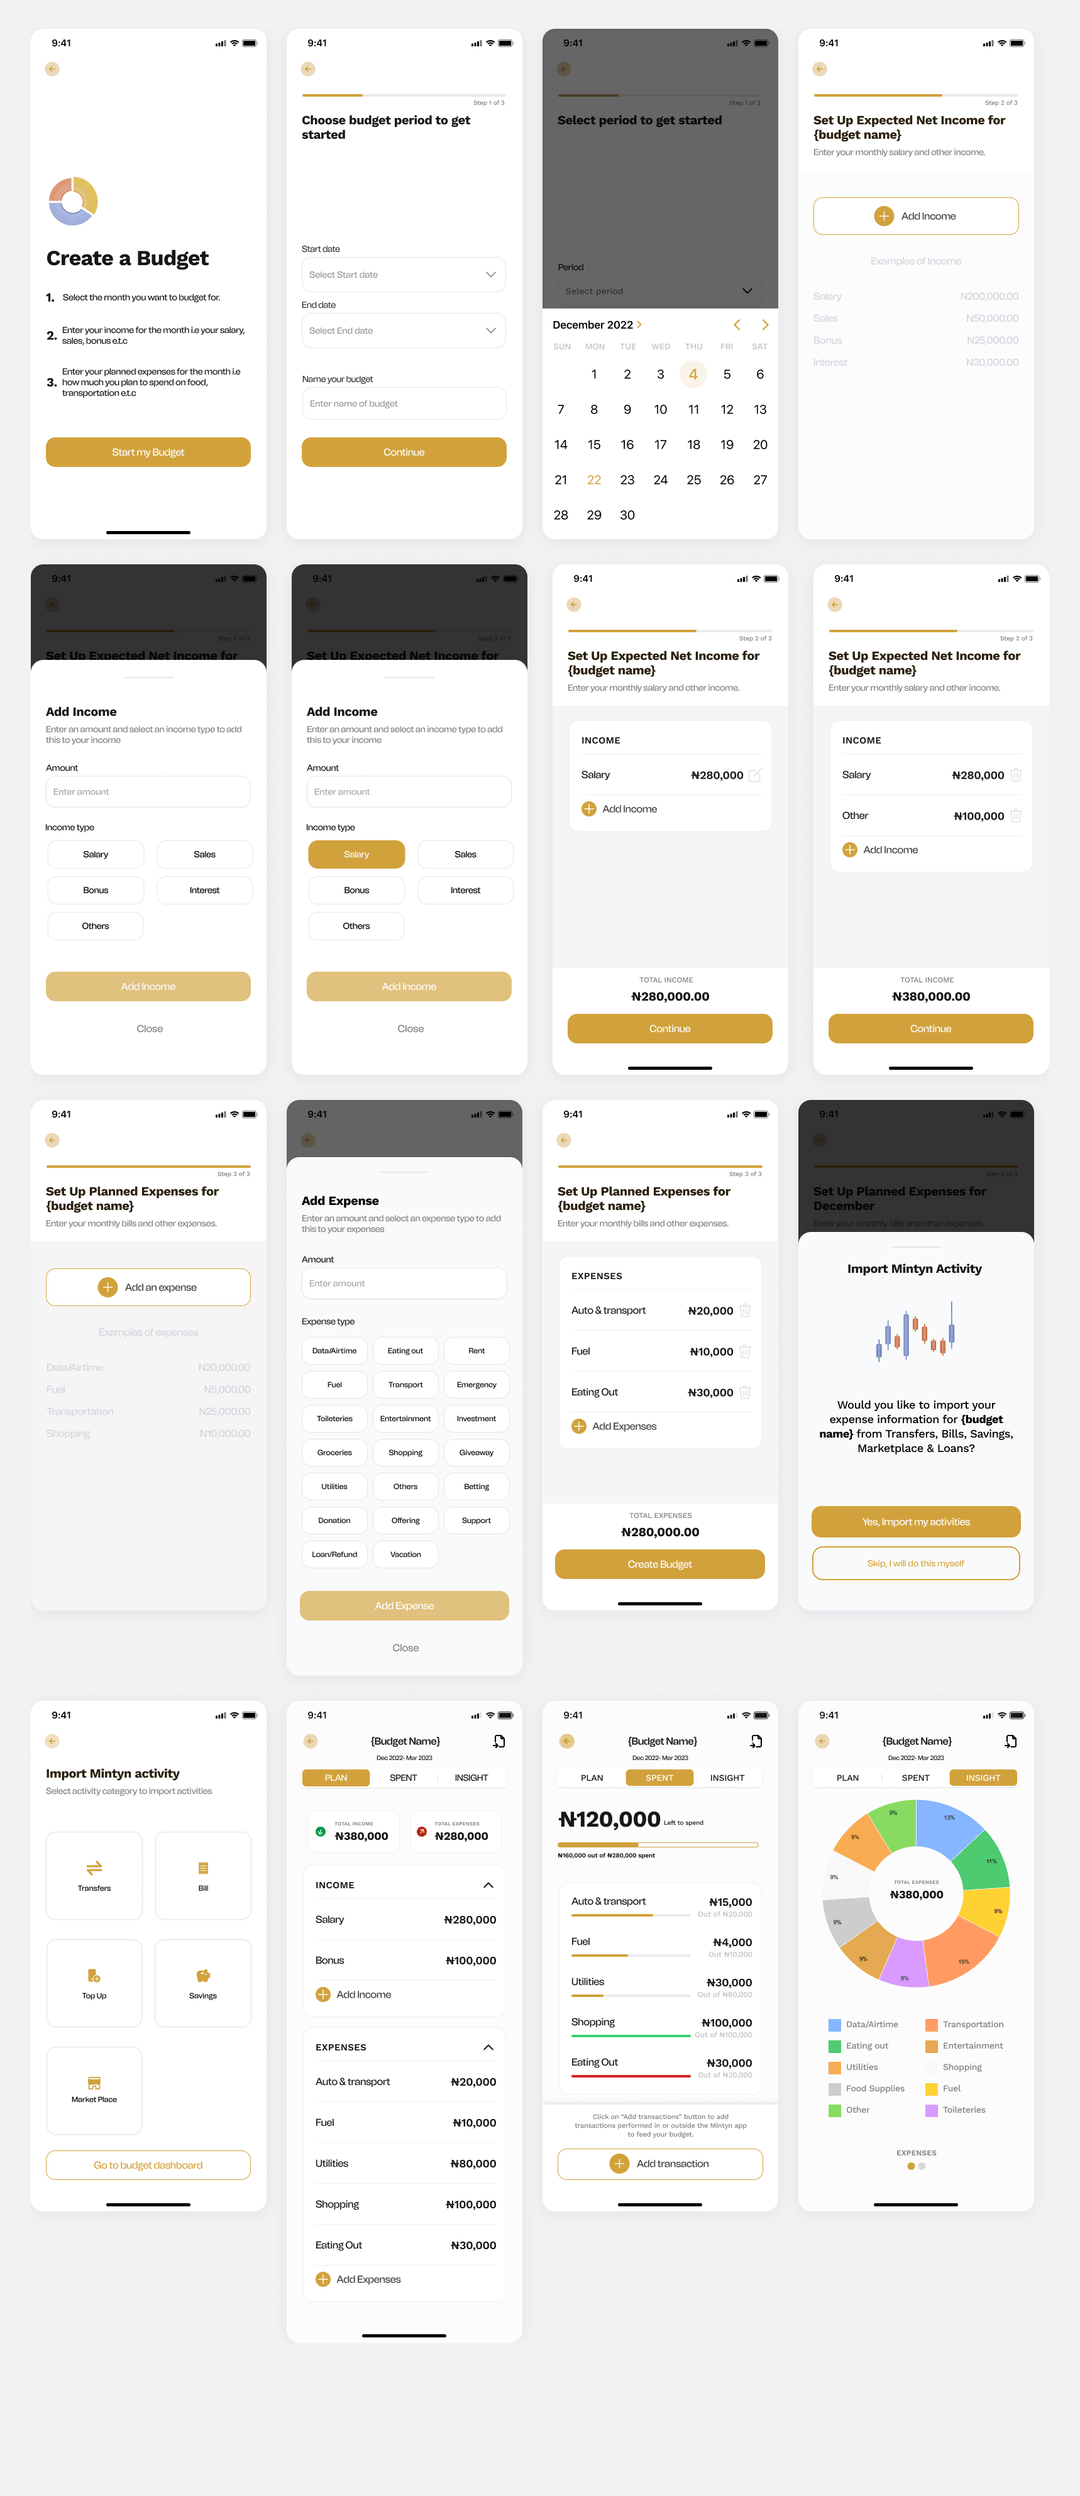 9:41
Create a Budget
1. Select the month you want to budget for.
2. Enter your income for the month i.e your salary,
sales, bonus e.t.c
3. Enter your planned expenses for the month i.e
how much you plan to spend on food,
transportation e.t.c
Start my Budget
9:41
Step 1 of 3
Choose budget period to get
started
Start date
Select Start date
End date
Select End date
Name your budget
Enter name of budget
Continue
9:41
Step 1 of 3
Select period to get started
Period
Select period
December 2022
SUN MON TUE WED THU FRI SAT
1 2 3 4 5 6
7 8 9 10 11 12 13
14 15 16 17 18 19 20
21 22 23 24 25 26 27
28 29 30
9:41
Step 2 of 3
Set Up Expected Net Income for
{budget name}
Enter your monthly salary and other income.
Add Income
Examples of Income
Salary N200,000.00
Sales N50,000.00
Bonus N25,000.00
Interest N30,000.00
9:41
Step 2 of 3
Set Up Expected Net Income for
Add Income
Enter an amount and select an income type to add
this to your income
Amount
Enter amount
Income type
Salary Sales
Bonus Interest
Others
Add Income
Close
9:41
Step 2 of 3
Set Up Expected Net Income for
Add Income
Enter an amount and select an income type to add
this to your income
Amount
Enter amount
Income type
Salary Sales
Bonus Interest
Others
Add Income
Close
9:41
Step 2 of 3
Set Up Expected Net Income for
{budget name}
Enter your monthly salary and other income.
INCOME
Salary ₦280,000
Add Income
TOTAL INCOME
₦280,000.00
Continue
9:41
Step 2 of 3
Set Up Expected Net Income for
{budget name}
Enter your monthly salary and other income.
INCOME
Salary ₦280,000
Other ₦100,000
Add Income
TOTAL INCOME
₦380,000.00
Continue
9:41
Step 3 of 3
Set Up Planned Expenses for
{budget name}
Enter your monthly bills and other expenses.
Add an expense
Examples of expenses
Data/Airtime N20,000.00
Fuel N5,000.00
Transportation N25,000.00
Shopping N10,000.00
9:41
Add Expense
Enter an amount and select an expense type to add
this to your expenses
Amount
Enter amount
Expense type
Data/Airtime Eating out Rent
Fuel Transport Emergency
Toileteries Entertainment Investment
Groceries Shopping Giveaway
Utilities Others Betting
Donation Offering Support
Loan/Refund Vacation
Add Expense
Close
9:41
Step 3 of 3
Set Up Planned Expenses for
{budget name}
Enter your monthly bills and other expenses.
EXPENSES
Auto & transport ₦20,000
Fuel ₦10,000
Eating Out ₦30,000
Add Expenses
TOTAL EXPENSES
₦280,000.00
Create Budget
9:41
Set Up Planned Expenses for
December
Enter your monthly bills and other expenses.
Import Mintyn Activity
Would you like to import your
expense information for {budget
name} from Transfers, Bills, Savings,
Marketplace & Loans?
Yes, Import my activities
Skip, I will do this myself
9:41
Import Mintyn activity
Select activity category to import activities
Transfers Bill
Top Up Savings
Market Place
Go to budget dashboard
9:41
{Budget Name}
Dec 2022- Mar 2023
PLAN SPENT INSIGHT
TOTAL INCOME
₦380,000
TOTAL EXPENSES
₦280,000
INCOME
Salary ₦280,000
Bonus ₦100,000
Add Income
EXPENSES
Auto & transport ₦20,000
Fuel ₦10,000
Utilities ₦80,000
Shopping ₦100,000
Eating Out ₦30,000
Add Expenses
9:41
{Budget Name}
Dec 2022- Mar 2023
PLAN SPENT INSIGHT
₦120,000 Left to spend
₦160,000 out of ₦280,000 spent
Auto & transport ₦15,000
Out of ₦20,000
Fuel ₦4,000
Out ₦10,000
Utilities ₦30,000
Out of ₦80,000
Shopping ₦100,000
Out of ₦100,000
Eating Out ₦30,000
Out of ₦30,000
Click on "Add transactions" button to add
transactions performed in or outside the Mintyn app
to feed your budget.
Add transaction
9:41
{Budget Name}
Dec 2022- Mar 2023
PLAN SPENT INSIGHT
9% 13%
9% 11%
9%
9% 9%
9% 9% 15%
TOTAL EXPENSES
₦380,000
Data/Airtime Transportation
Eating out Entertainment
Utilities Shopping
Food Supplies Fuel
Other Toileteries
EXPENSES